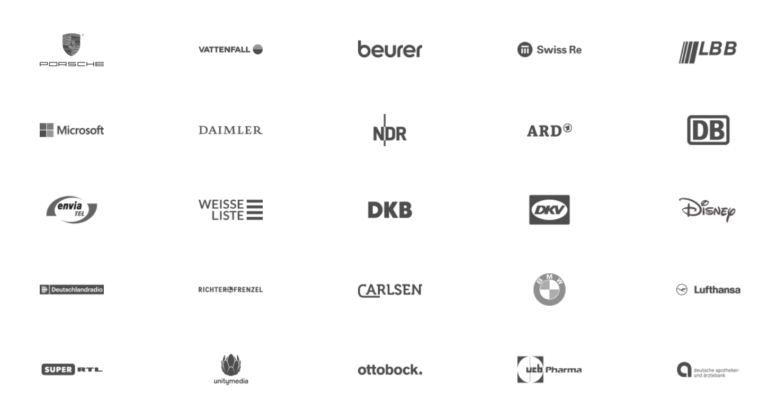 PORSCHE
VATTENFALL
beurer
Swiss Re
LBB
Microsoft
DAIMLER
NDR
ARD
DB
envia
TEL
WEISSE
LISTE
DKB
DKV
Disney
Deutschlandradio
RICHTER FRENZEL
CARLSEN
BMW
Lufthansa
SUPER RTL
unitymedia
ottobock.
ucb Pharma
deutsche apotheker-
und ärztebank